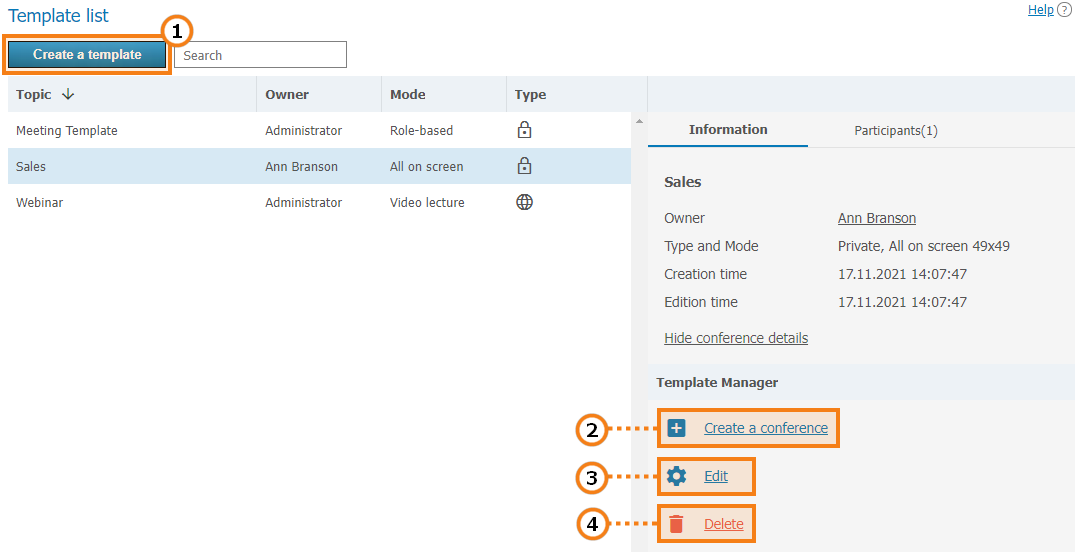 Template list
Help ?
1
Create a template
Search
Topic Owner Mode Type
Meeting Template Administrator Role-based
Sales Ann Branson All on screen
Webinar Administrator Video lecture
Information Participants(1)
Sales
Owner Ann Branson
Type and Mode Private, All on screen 49x49
Creation time 17.11.2021 14:07:47
Edition time 17.11.2021 14:07:47
Hide conference details
Template Manager
2 Create a conference
3 Edit
4 Delete